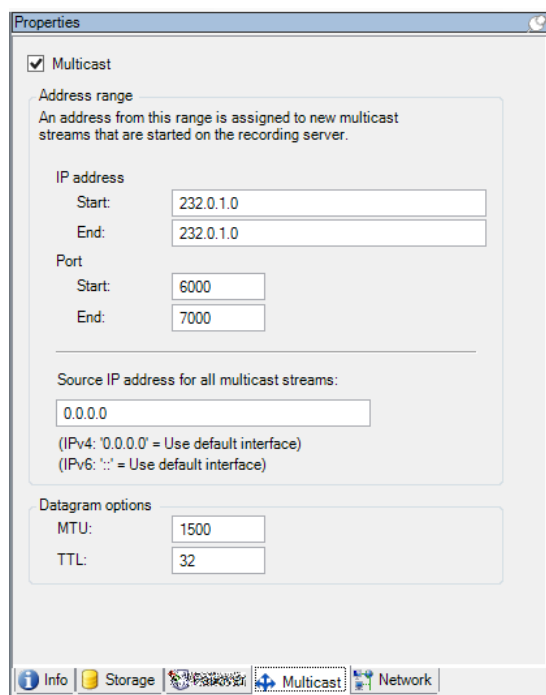 Properties
Multicast
Address range
An address from this range is assigned to new multicast
streams that are started on the recording server.
IP address
Start: 232.0.1.0
End: 232.0.1.0
Port
Start: 6000
End: 7000
Source IP address for all multicast streams:
0.0.0.0
(IPv4: '0.0.0.0' = Use default interface)
(IPv6: '::' = Use default interface)
Datagram options
MTU: 1500
TTL: 32
Info Storage Multicast Network